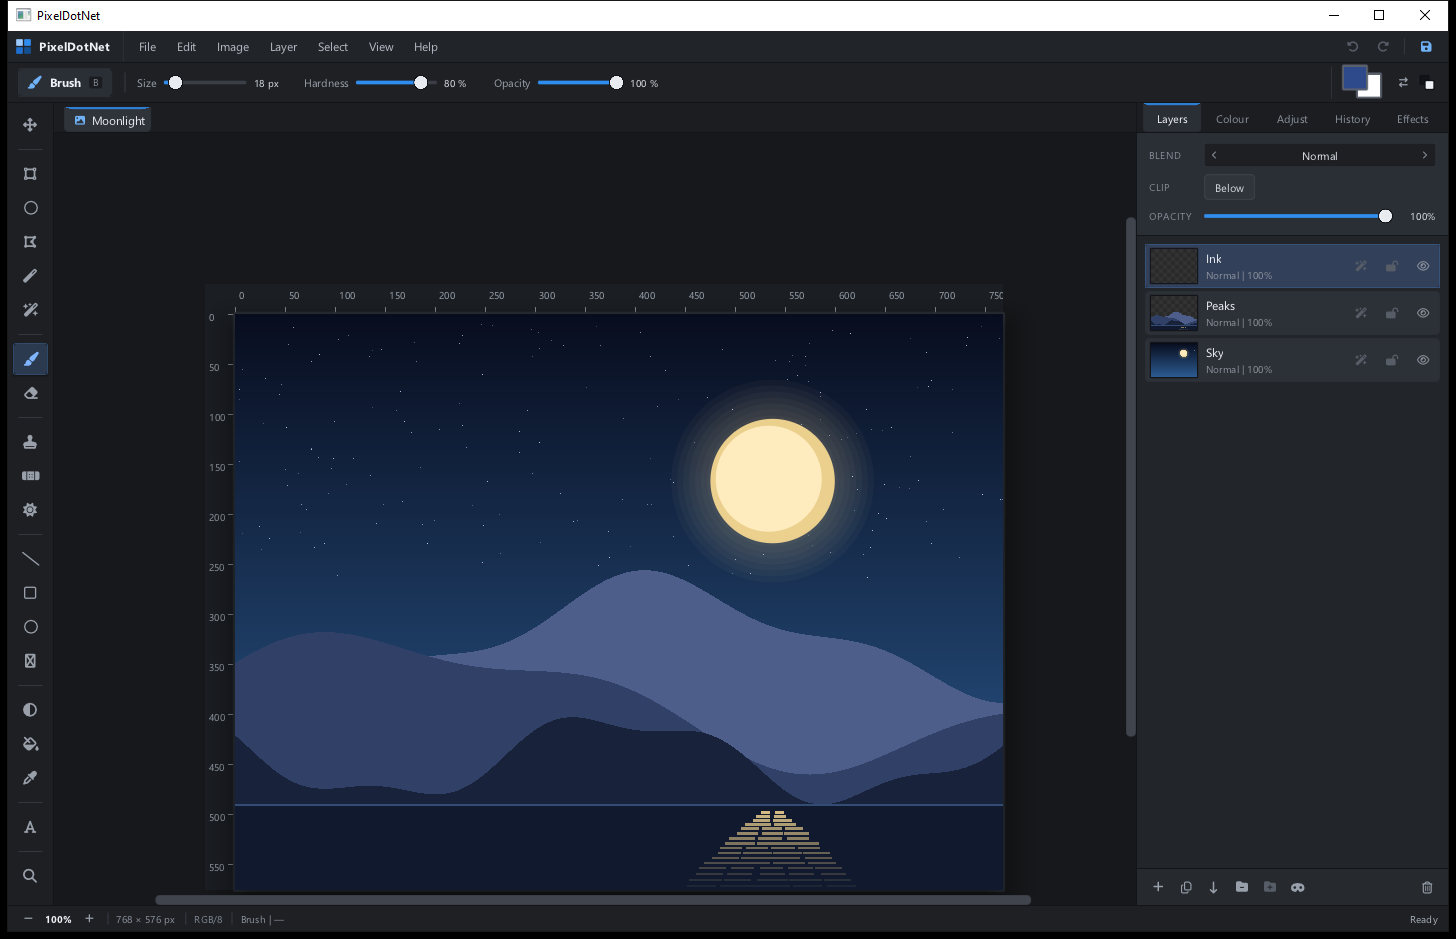 PixelDotNet
PixelDotNet File Edit Image Layer Select View Help
Brush B Size 18 px Hardness 80 % Opacity 100 %
Moonlight
Layers Colour Adjust History Effects
BLEND Normal
CLIP Below
OPACITY 100%
Ink
Normal | 100%
Peaks
Normal | 100%
Sky
Normal | 100%
0 50 100 150 200 250 300 350 400 450 500 550 600 650 700 750
0
50
100
150
200
250
300
350
400
450
500
550
A
100% 768 × 576 px RGB/8 Brush | — Ready